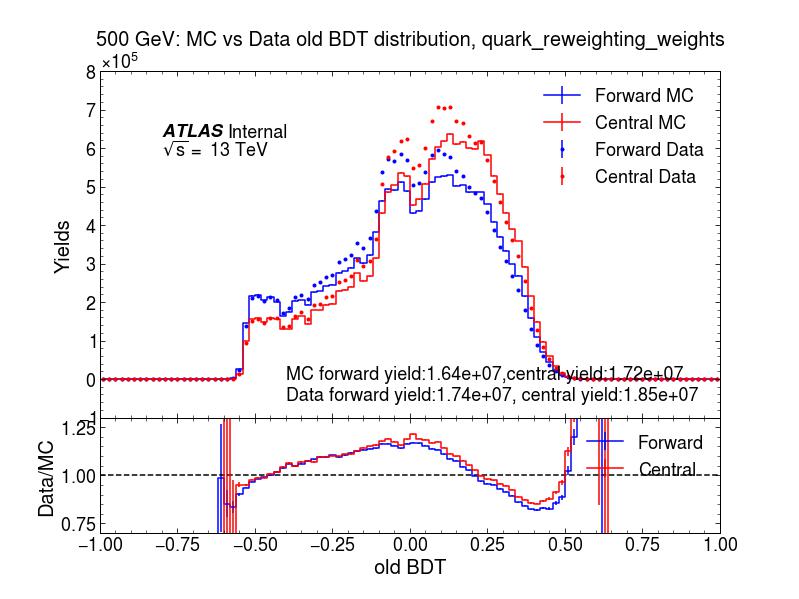 500 GeV: MC vs Data old BDT distribution, quark_reweighting_weights
×10⁵
8
7
6
5
4
3
2
1
0
−1
Yields
ATLAS Internal
√s = 13 TeV
Forward MC
Central MC
Forward Data
Central Data
MC forward yield:1.64e+07,central yield:1.72e+07
Data forward yield:1.74e+07, central yield:1.85e+07
1.25
1.00
0.75
Data/MC
Forward
Central
−1.00 −0.75 −0.50 −0.25 0.00 0.25 0.50 0.75 1.00
old BDT